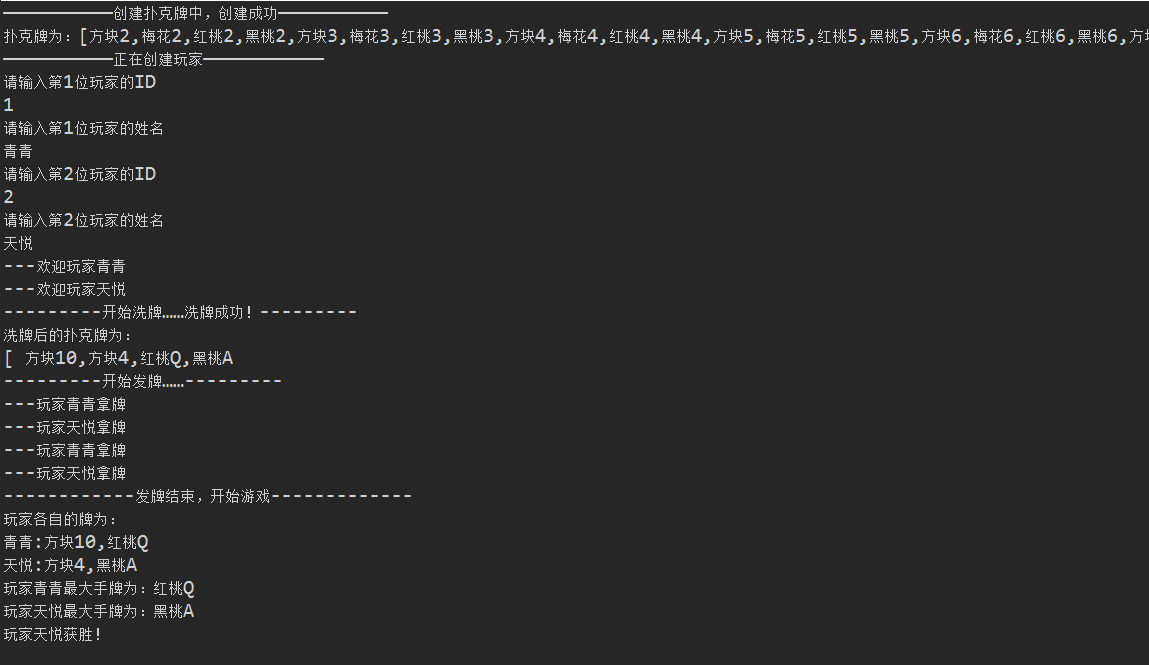 ————————创建扑克牌中，创建成功————————
扑克牌为：[方块2,梅花2,红桃2,黑桃2,方块3,梅花3,红桃3,黑桃3,方块4,梅花4,红桃4,黑桃4,方块5,梅花5,红桃5,黑桃5,方块6,梅花6,红桃6,黑桃6,
————————正在创建玩家—————————
请输入第1位玩家的ID
1
请输入第1位玩家的姓名
青青
请输入第2位玩家的ID
2
请输入第2位玩家的姓名
天悦
---欢迎玩家青青
---欢迎玩家天悦
---------开始洗牌……洗牌成功！---------
洗牌后的扑克牌为：
[ 方块10,方块4,红桃Q,黑桃A
---------开始发牌……---------
---玩家青青拿牌
---玩家天悦拿牌
---玩家青青拿牌
---玩家天悦拿牌
------------发牌结束，开始游戏-------------
玩家各自的牌为：
青青:方块10,红桃Q
天悦:方块4,黑桃A
玩家青青最大手牌为：红桃Q
玩家天悦最大手牌为：黑桃A
玩家天悦获胜！